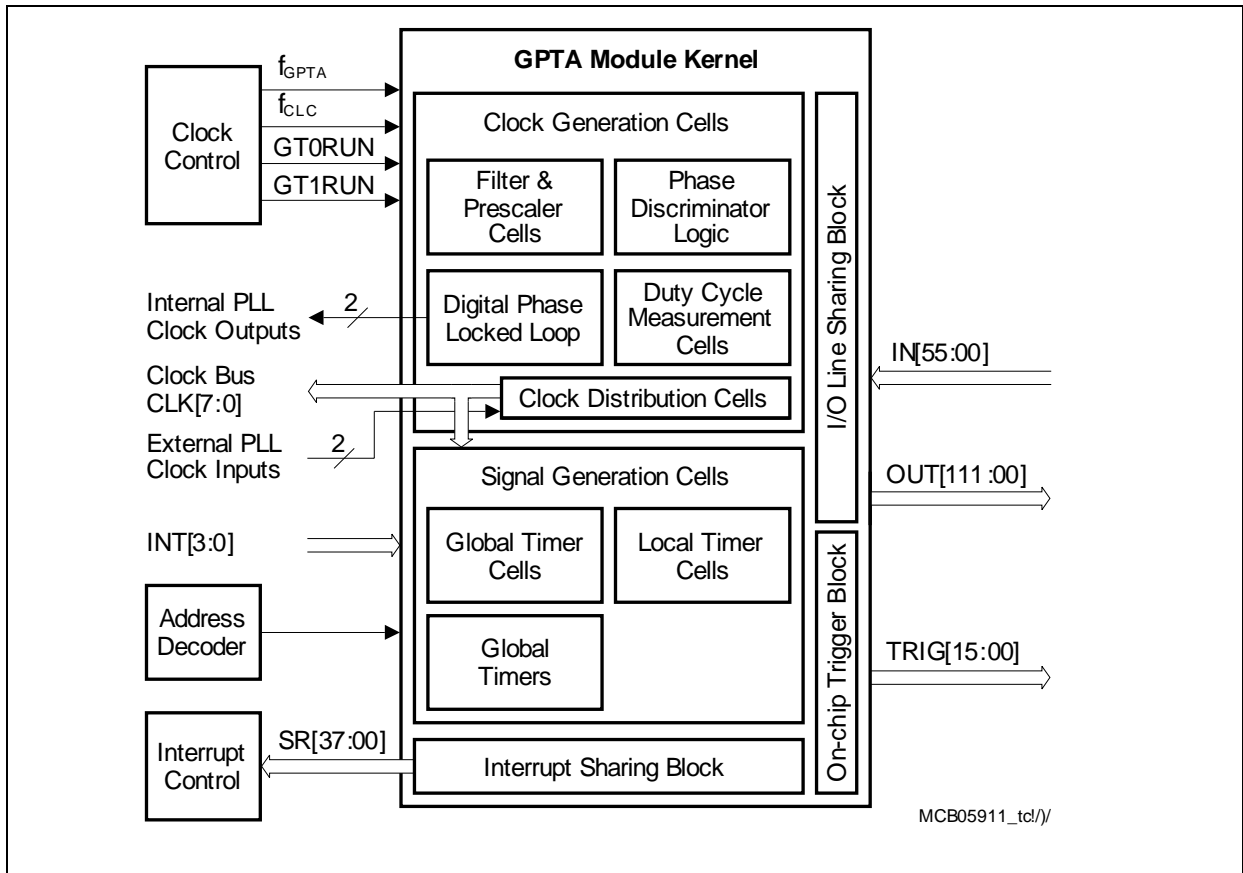 GPTA Module Kernel
fGPTA
fCLC
GT0RUN
GT1RUN
Clock
Control
Clock Generation Cells
Filter &
Prescaler
Cells
Phase
Discriminator
Logic
Digital Phase
Locked Loop
Duty Cycle
Measurement
Cells
Clock Distribution Cells
Internal PLL
Clock Outputs
2
Clock Bus
CLK[7:0]
External PLL
Clock Inputs
2
I/O Line Sharing Block
IN[55:00]
OUT[111:00]
Signal Generation Cells
Global Timer
Cells
Local Timer
Cells
Global
Timers
INT[3:0]
Address
Decoder
On-chip Trigger Block
TRIG[15:00]
Interrupt
Control
SR[37:00]
Interrupt Sharing Block
MCB05911_tc!/)/